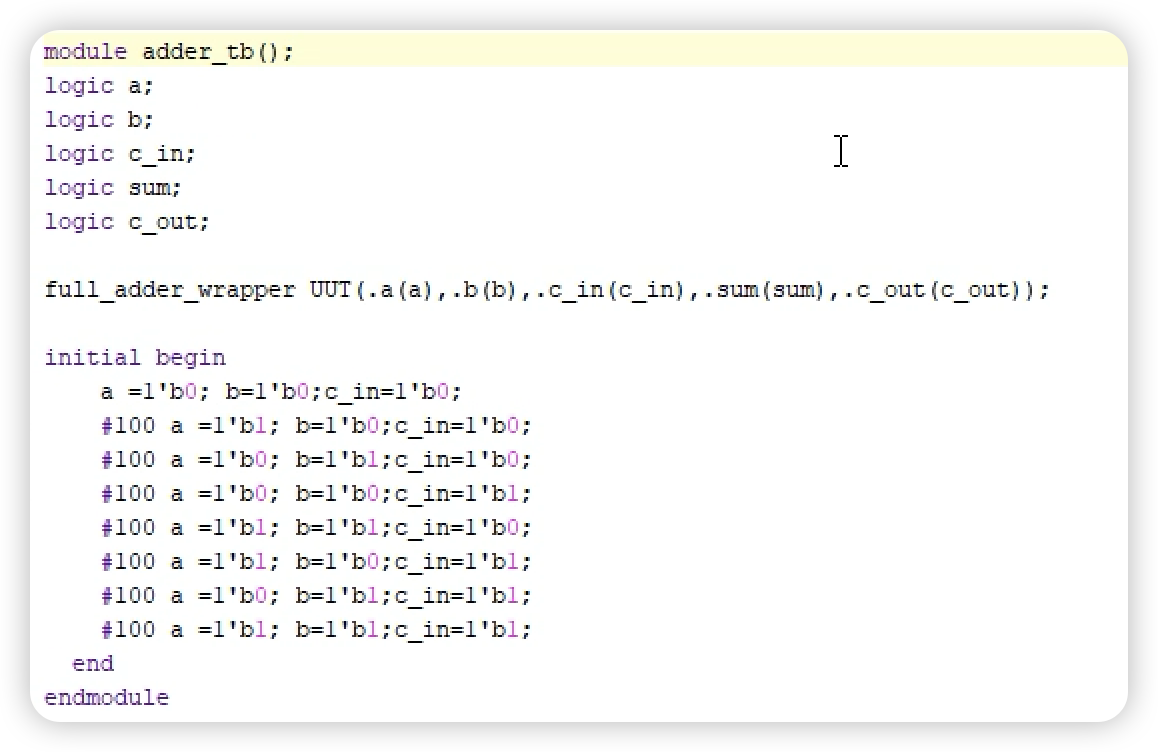 module adder_tb();
logic a;
logic b;
logic c_in;
logic sum;
logic c_out;
full_adder_wrapper UUT(.a(a),.b(b),.c_in(c_in),.sum(sum),.c_out(c_out));
initial begin
a =1'b0; b=1'b0;c_in=1'b0;
#100 a =1'b1; b=1'b0;c_in=1'b0;
#100 a =1'b0; b=1'b1;c_in=1'b0;
#100 a =1'b0; b=1'b0;c_in=1'b1;
#100 a =1'b1; b=1'b1;c_in=1'b0;
#100 a =1'b1; b=1'b0;c_in=1'b1;
#100 a =1'b0; b=1'b1;c_in=1'b1;
#100 a =1'b1; b=1'b1;c_in=1'b1;
end
endmodule